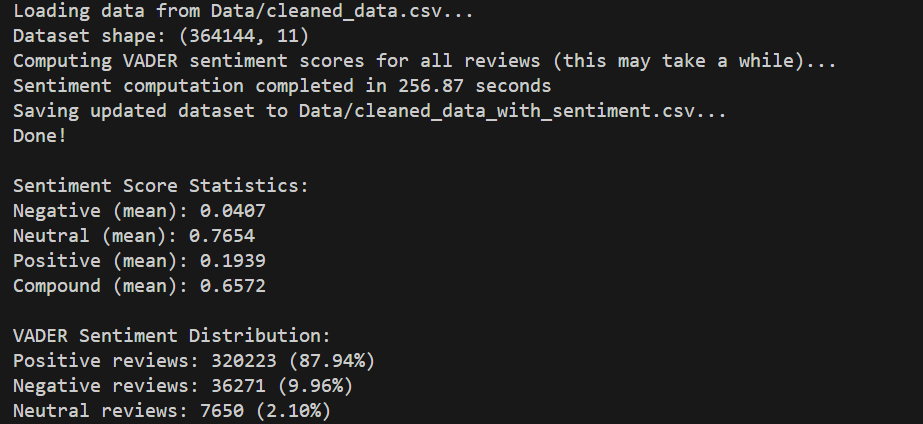 Loading data from Data/cleaned_data.csv...
Dataset shape: (364144, 11)
Computing VADER sentiment scores for all reviews (this may take a while)...
Sentiment computation completed in 256.87 seconds
Saving updated dataset to Data/cleaned_data_with_sentiment.csv...
Done!
Sentiment Score Statistics:
Negative (mean): 0.0407
Neutral (mean): 0.7654
Positive (mean): 0.1939
Compound (mean): 0.6572
VADER Sentiment Distribution:
Positive reviews: 320223 (87.94%)
Negative reviews: 36271 (9.96%)
Neutral reviews: 7650 (2.10%)